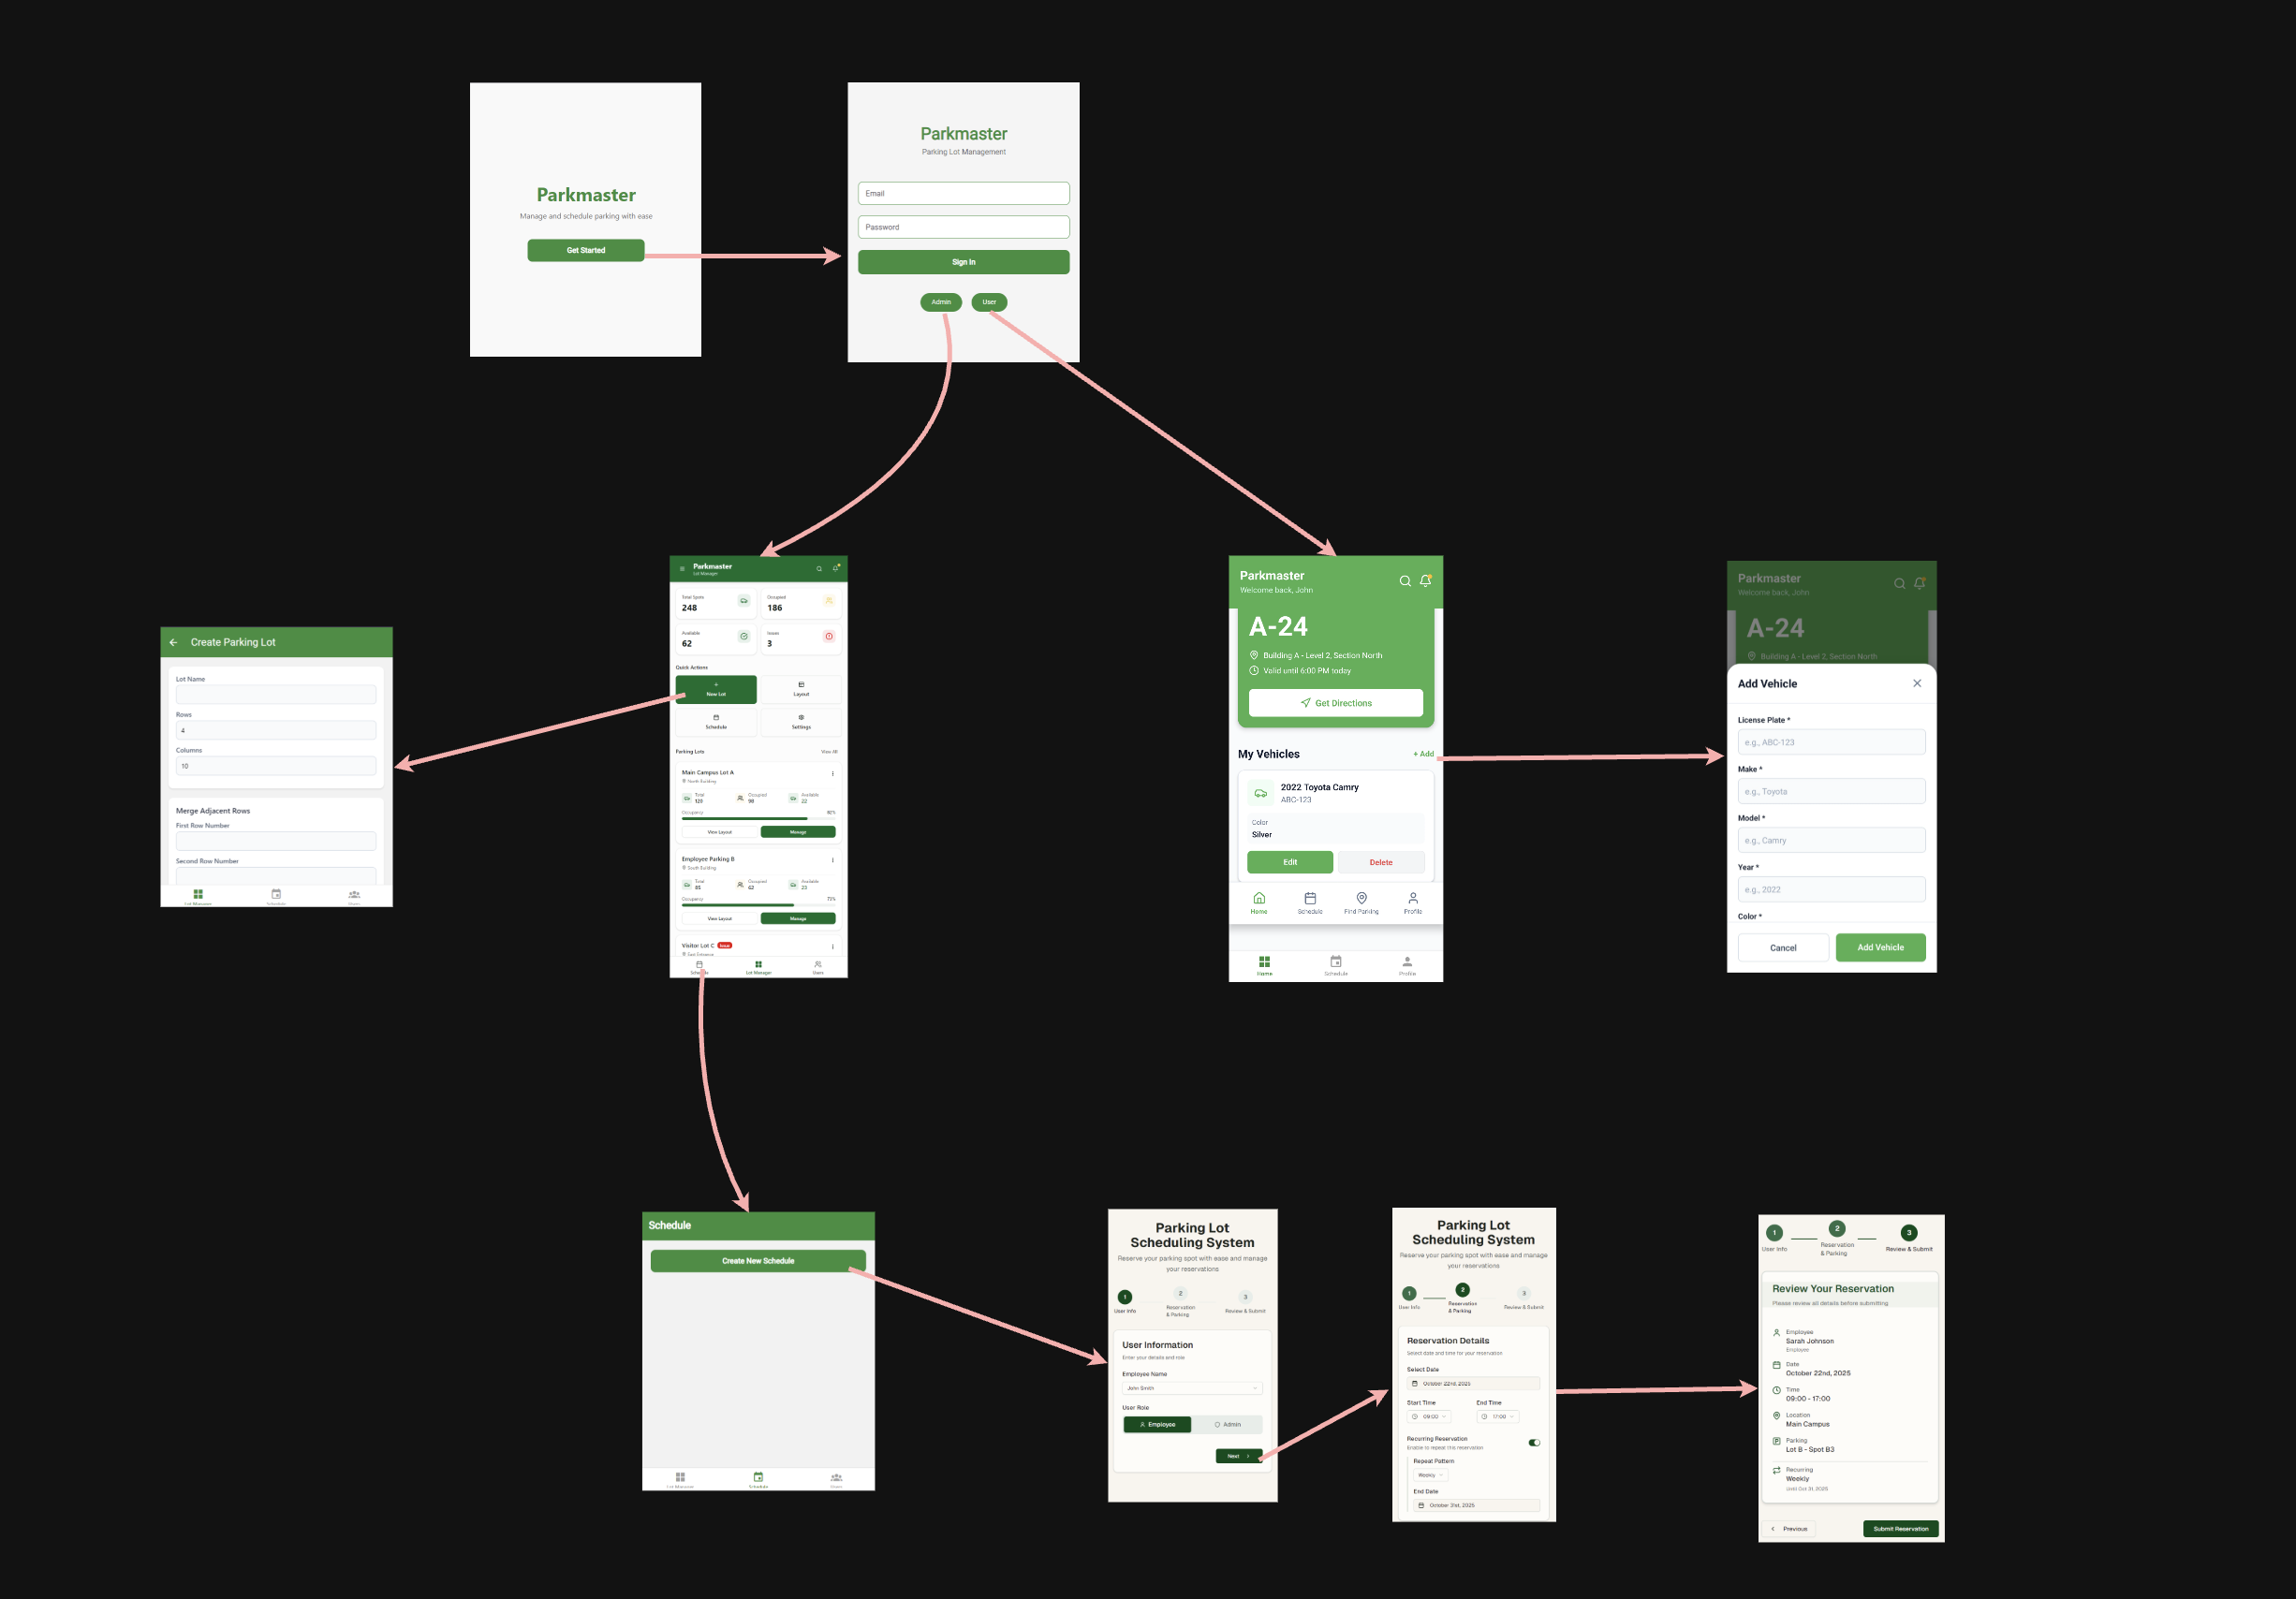 Parkmaster
Manage and schedule parking with ease
Get Started
Parkmaster
Parking Lot Management
Email
Password
Sign In
Admin
User
Create Parking Lot
Lot Name
Rows
4
Columns
10
Merge Adjacent Rows
First Row Number
Second Row Number
Lot Manager
Schedule
Users
Parkmaster
Lot Manager
Total Spots
248
Occupied
186
Available
62
Issues
3
Quick Actions
New Lot
Layout
Schedule
Settings
Parking Lots
View All
Main Campus Lot A
North Building
Total
120
Occupied
98
Available
22
Occupancy
82%
View Layout
Manage
Employee Parking B
South Building
Total
85
Occupied
62
Available
23
Occupancy
73%
View Layout
Manage
Visitor Lot C
Issue
East Entrance
Schedule
Lot Manager
Users
Parkmaster
Welcome back, John
A-24
Building A - Level 2, Section North
Valid until 6:00 PM today
Get Directions
My Vehicles
+ Add
2022 Toyota Camry
ABC-123
Color
Silver
Edit
Delete
Home
Schedule
Find Parking
Profile
Home
Schedule
Profile
Parkmaster
Welcome back, John
A-24
Building A - Level 2, Section North
Add Vehicle
License Plate *
e.g., ABC-123
Make *
e.g., Toyota
Model *
e.g., Camry
Year *
e.g., 2022
Color *
Cancel
Add Vehicle
Schedule
Create New Schedule
Lot Manager
Schedule
Users
Parking Lot
Scheduling System
Reserve your parking spot with ease and manage
your reservations
1
2
3
User Info
Reservation
& Parking
Review & Submit
User Information
Enter your details and role
Employee Name
John Smith
User Role
Employee
Admin
Next
Parking Lot
Scheduling System
Reserve your parking spot with ease and manage
your reservations
1
2
3
User Info
Reservation
& Parking
Review & Submit
Reservation Details
Select date and time for your reservation
Select Date
October 22nd, 2025
Start Time
End Time
09:00
17:00
Recurring Reservation
Enable to repeat this reservation
Repeat Pattern
Weekly
End Date
October 31st, 2025
1
2
3
User Info
Reservation
& Parking
Review & Submit
Review Your Reservation
Please review all details before submitting
Employee
Sarah Johnson
Employee
Date
October 22nd, 2025
Time
09:00 - 17:00
Location
Main Campus
Parking
Lot B - Spot B3
Recurring
Weekly
Until Oct 31, 2025
Previous
Submit Reservation